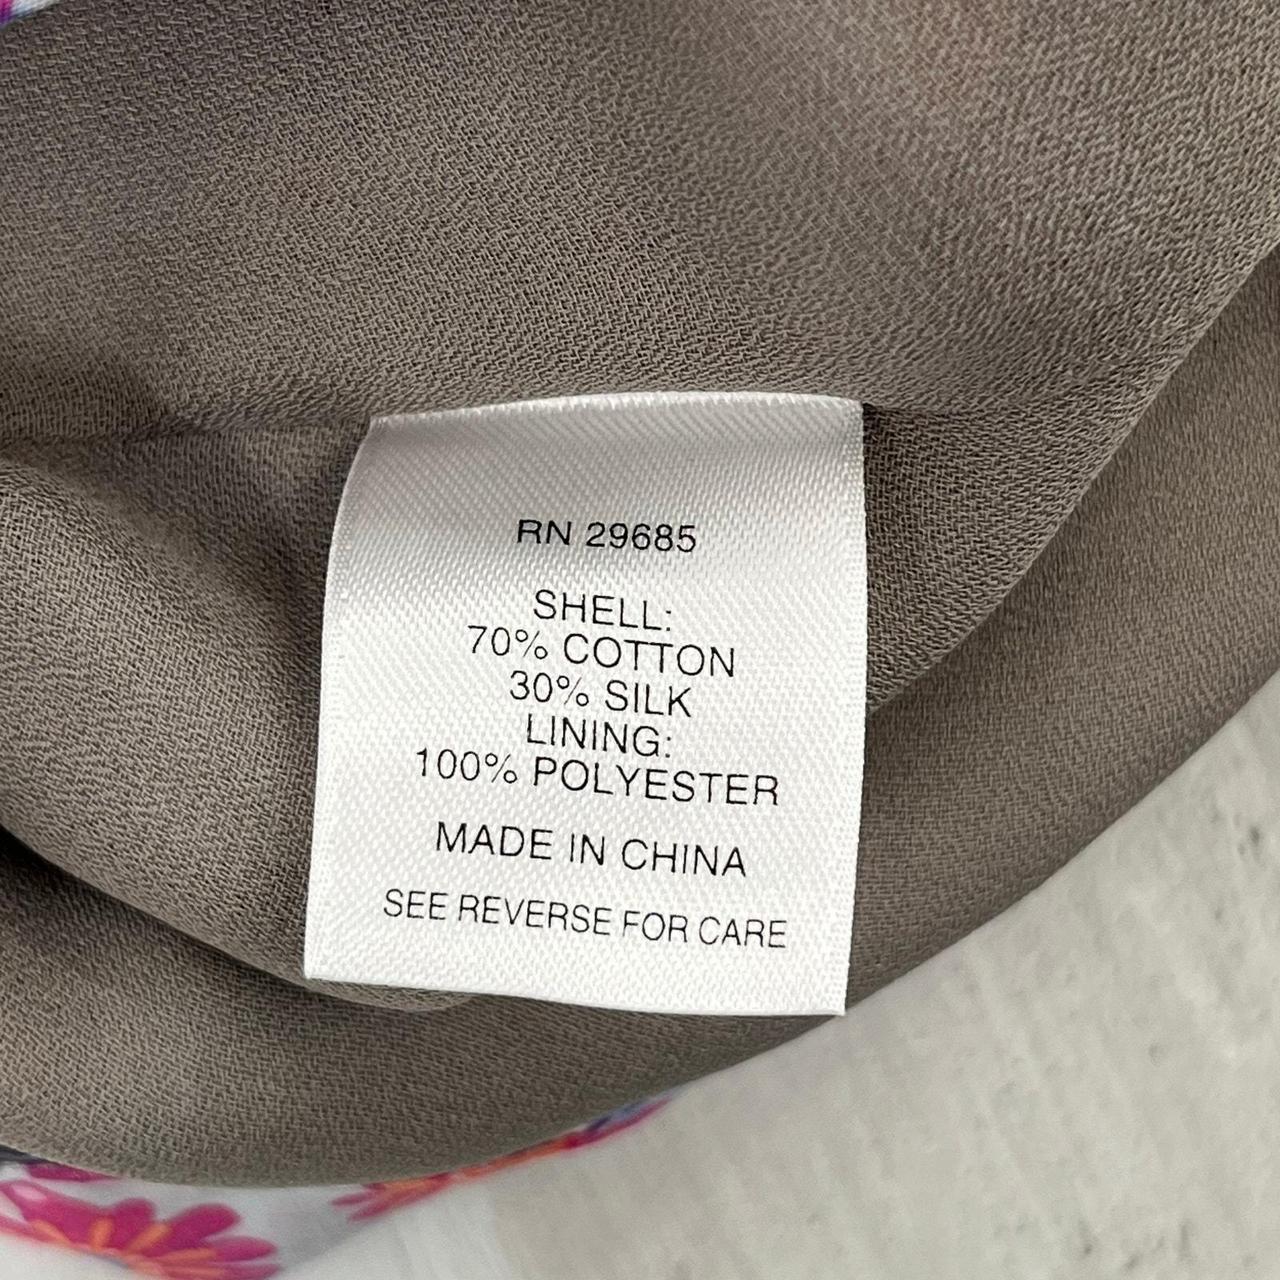 RN 29685
SHELL:
70% COTTON
30% SILK
LINING:
100% POLYESTER
MADE IN CHINA
SEE REVERSE FOR CARE